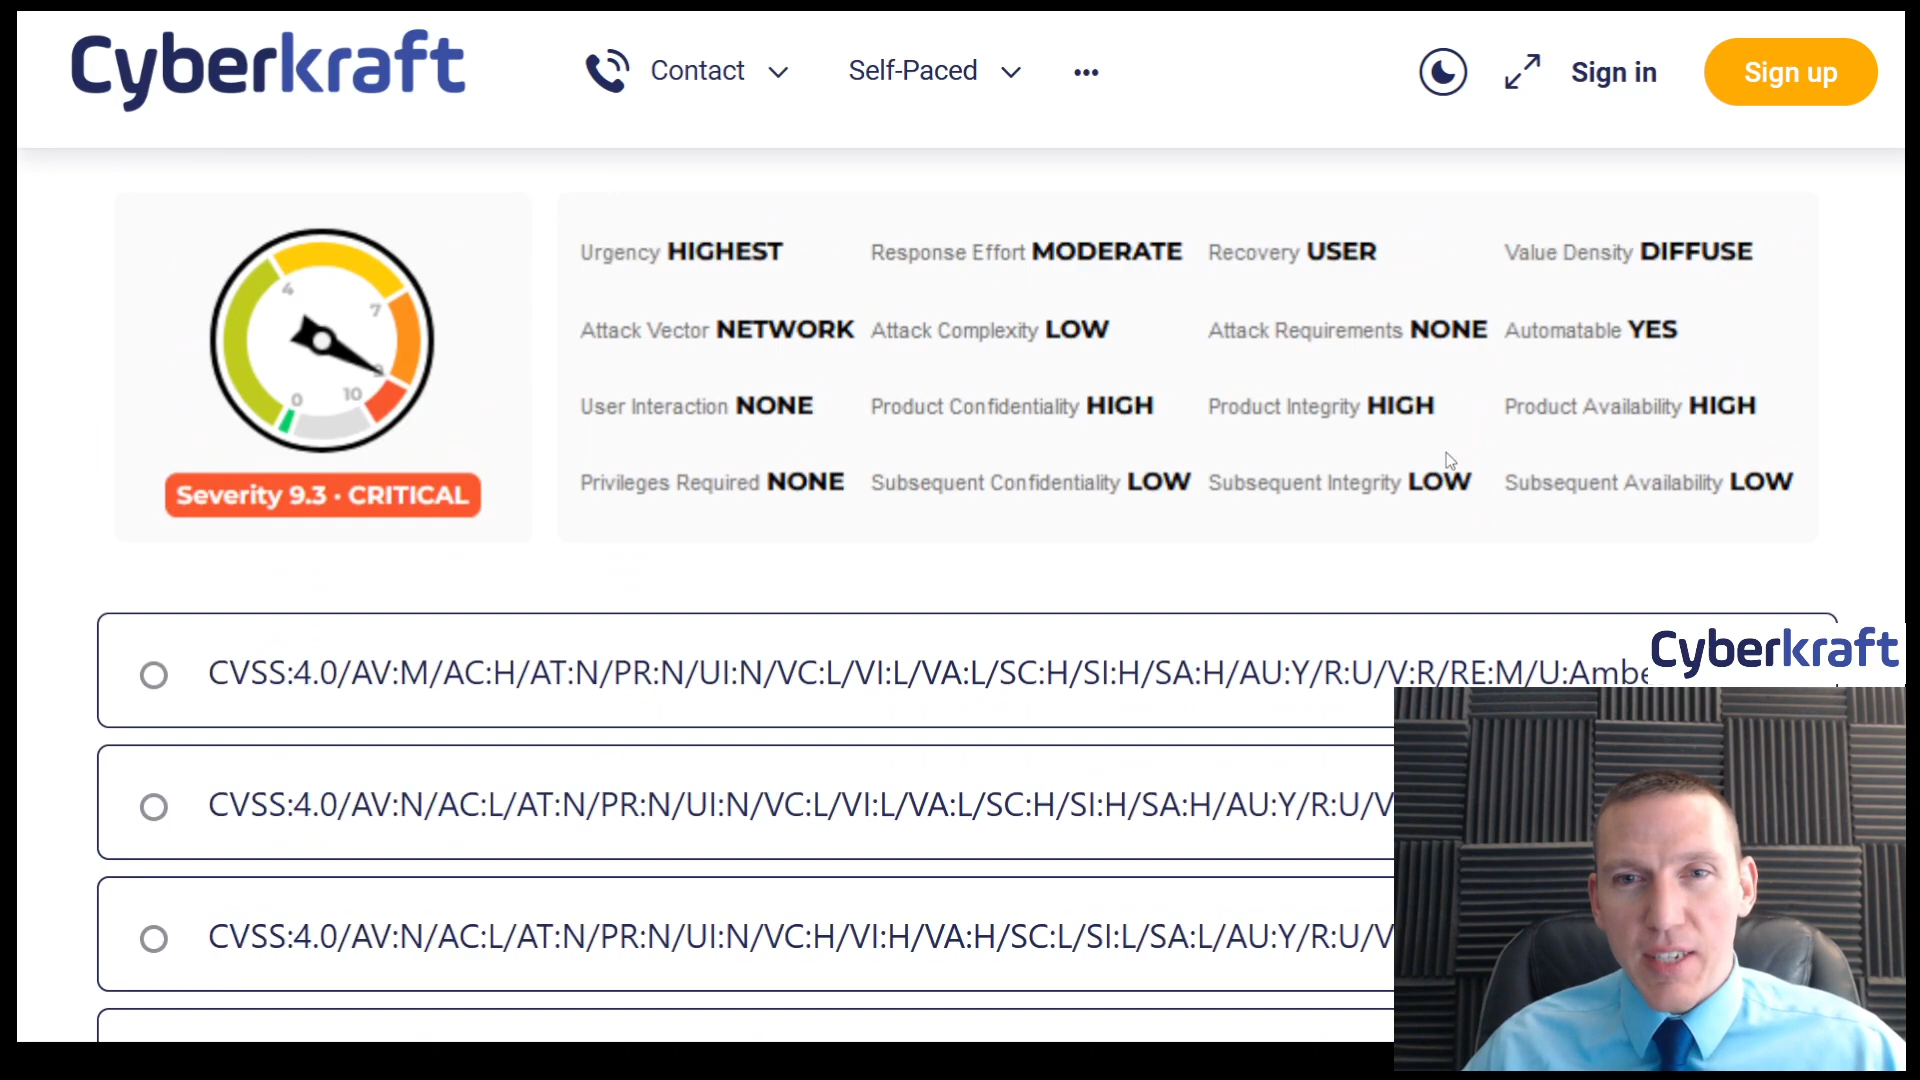 Cyberkraft
Contact
Self-Paced
Sign in
Sign up
4
7
0
10
Severity 9.3 · CRITICAL
Urgency HIGHEST
Response Effort MODERATE
Recovery USER
Value Density DIFFUSE
Attack Vector NETWORK
Attack Complexity LOW
Attack Requirements NONE
Automatable YES
User Interaction NONE
Product Confidentiality HIGH
Product Integrity HIGH
Product Availability HIGH
Privileges Required NONE
Subsequent Confidentiality LOW
Subsequent Integrity LOW
Subsequent Availability LOW
CVSS:4.0/AV:M/AC:H/AT:N/PR:N/UI:N/VC:L/VI:L/VA:L/SC:H/SI:H/SA:H/AU:Y/R:U/V:R/RE:M/U:Ambe
Cyberkraft
CVSS:4.0/AV:N/AC:L/AT:N/PR:N/UI:N/VC:L/VI:L/VA:L/SC:H/SI:H/SA:H/AU:Y/R:U/V
CVSS:4.0/AV:N/AC:L/AT:N/PR:N/UI:N/VC:H/VI:H/VA:H/SC:L/SI:L/SA:L/AU:Y/R:U/V